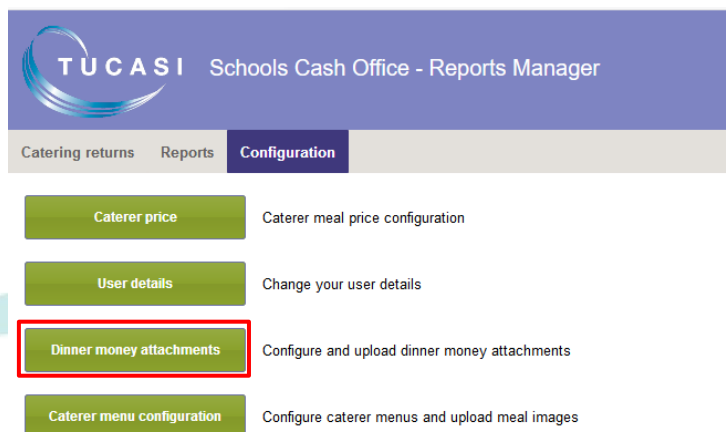 TUCASI Schools Cash Office - Reports Manager
Catering returns Reports Configuration
Caterer price Caterer meal price configuration
User details Change your user details
Dinner money attachments Configure and upload dinner money attachments
Caterer menu configuration Configure caterer menus and upload meal images